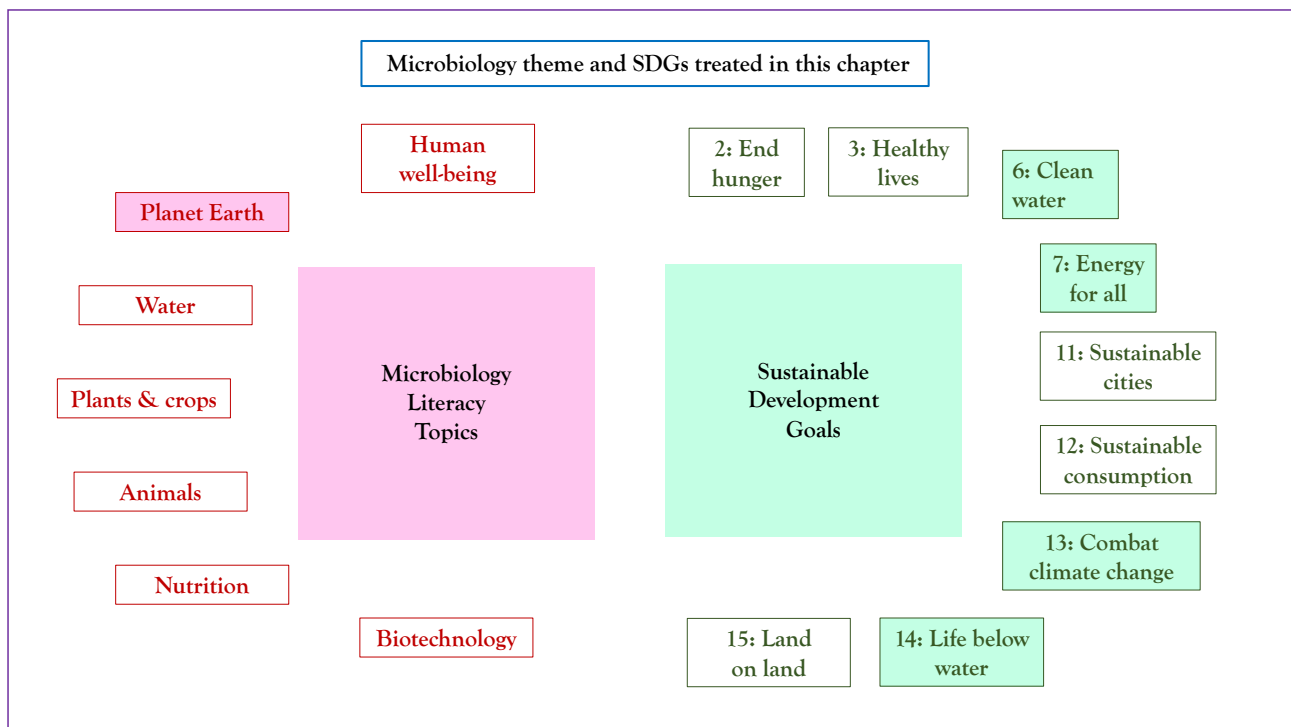 Microbiology theme and SDGs treated in this chapter
Human
well-being
Planet Earth
Water
Plants & crops
Animals
Nutrition
Biotechnology
Microbiology
Literacy
Topics
2: End
hunger
3: Healthy
lives
6: Clean
water
7: Energy
for all
11: Sustainable
cities
12: Sustainable
consumption
13: Combat
climate change
14: Life below
water
15: Land
on land
Sustainable
Development
Goals